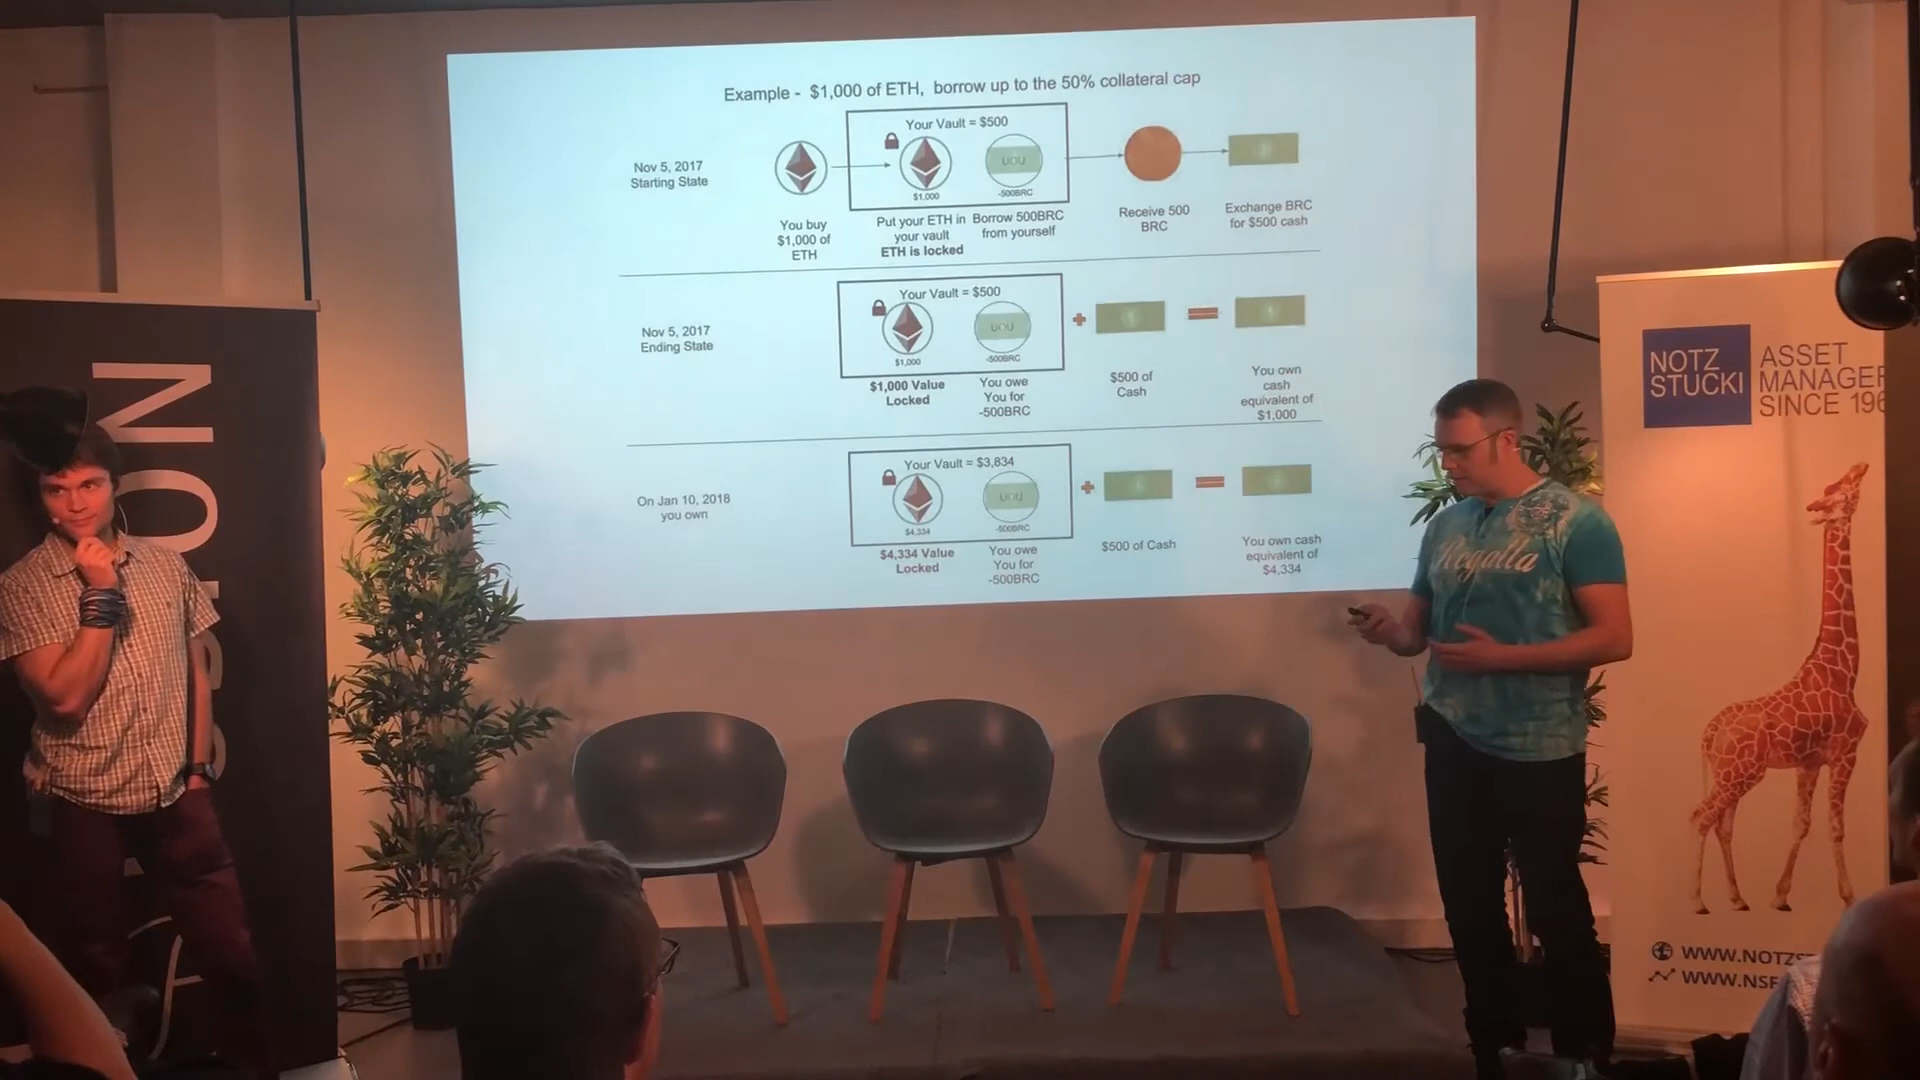 Example - $1,000 of ETH, borrow up to the 50% collateral cap
Nov 5, 2017
Starting State
You buy
$1,000 of
ETH
Your Vault = $500
$1,000
UOU
-500BRC
Put your ETH in
your vault
ETH is locked
Borrow 500BRC
from yourself
Receive 500
BRC
Exchange BRC
for $500 cash
Nov 5, 2017
Ending State
Your Vault = $500
$1,000
UOU
-500BRC
$1,000 Value
Locked
You owe
You for
-500BRC
$500 of
Cash
You own
cash
equivalent of
$1,000
On Jan 10, 2018
you own
Your Vault = $3,834
$4,334
UOU
-500BRC
$4,334 Value
Locked
You owe
You for
-500BRC
$500 of Cash
You own cash
equivalent of
$4,334
NOTZ
STUCKI
ASSET
MANAGER
SINCE 196
Regatta
WWW.NOTZS
WWW.NSF
NO